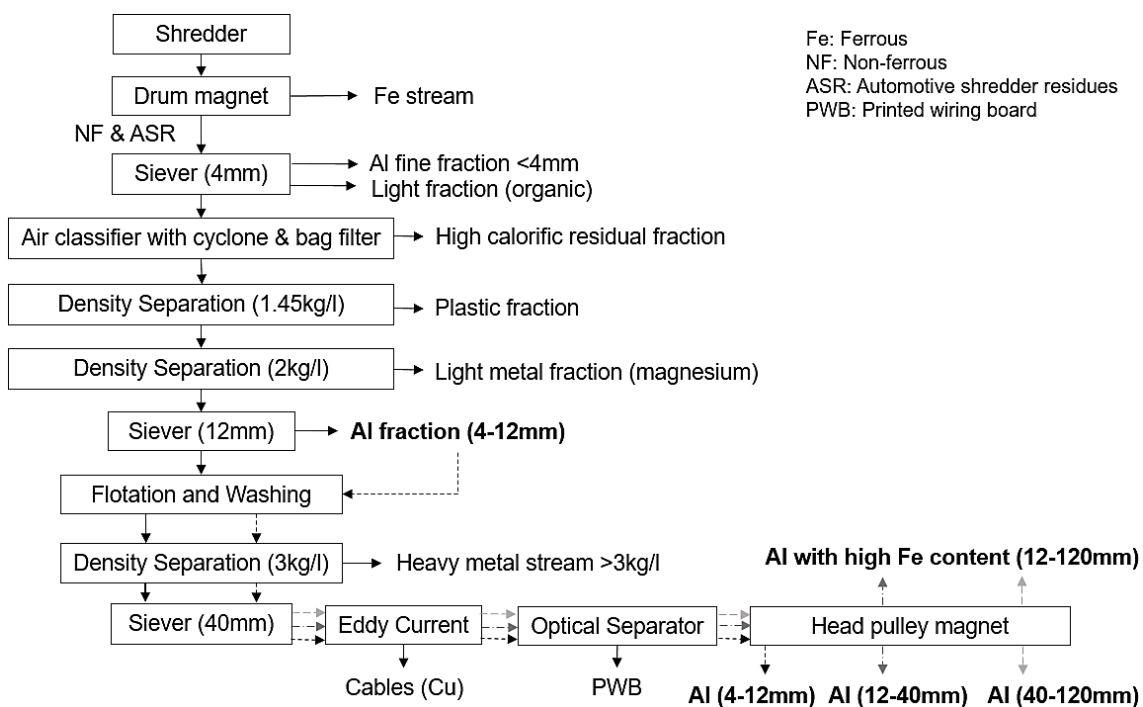 Shredder
Fe: Ferrous
NF: Non-ferrous
ASR: Automotive shredder residues
PWB: Printed wiring board
Drum magnet
Fe stream
NF & ASR
Siever (4mm)
Al fine fraction <4mm
Light fraction (organic)
Air classifier with cyclone & bag filter
High calorific residual fraction
Density Separation (1.45kg/l)
Plastic fraction
Density Separation (2kg/l)
Light metal fraction (magnesium)
Siever (12mm)
Al fraction (4-12mm)
Flotation and Washing
Density Separation (3kg/l)
Heavy metal stream >3kg/l
Al with high Fe content (12-120mm)
Siever (40mm)
Eddy Current
Optical Separator
Head pulley magnet
Cables (Cu)
PWB
Al (4-12mm)
Al (12-40mm)
Al (40-120mm)